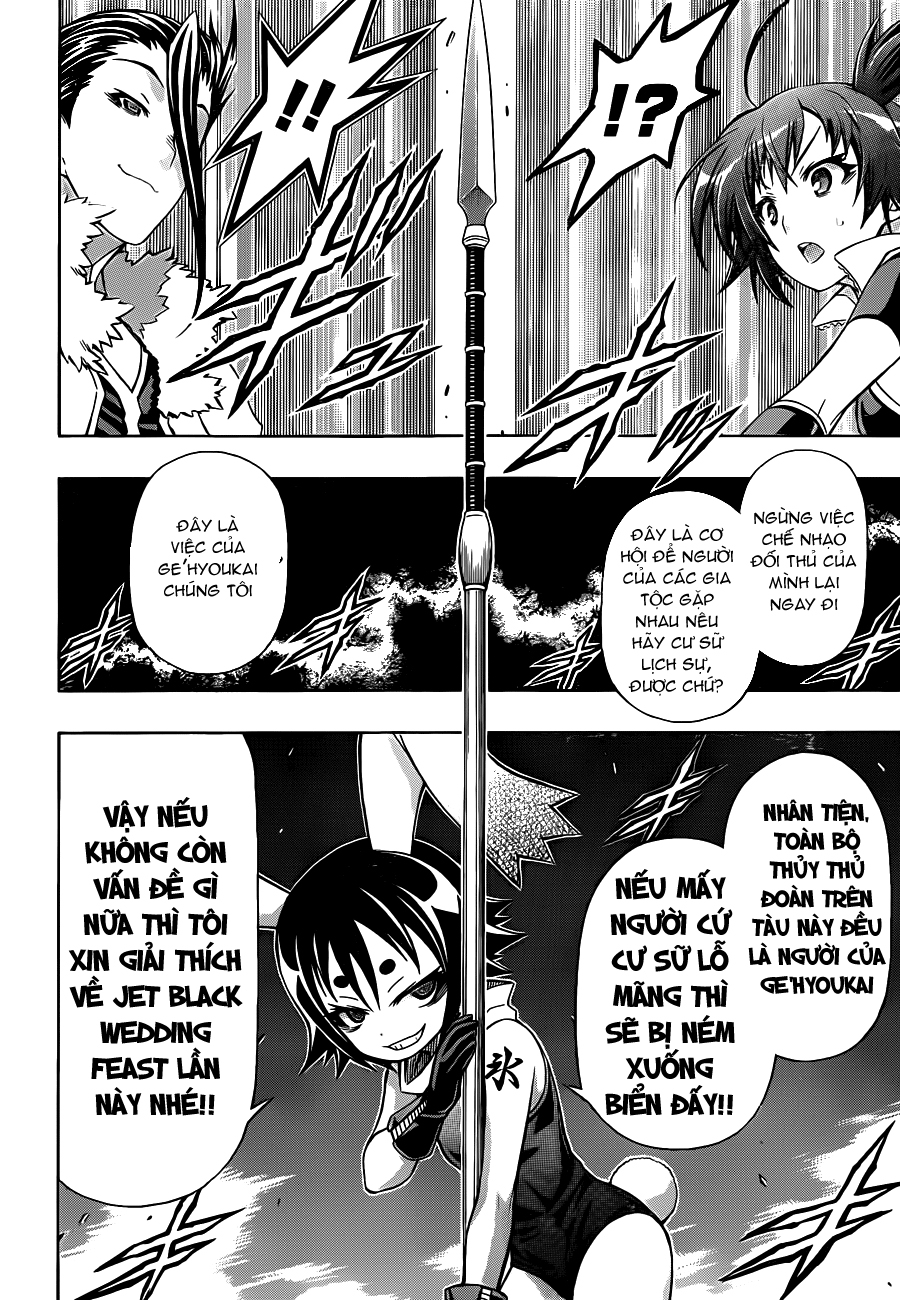 !?
!!
NGỪNG VIỆC
CHẾ NHẠO
ĐỐI THỦ CỦA
MÌNH LẠI
NGAY ĐI
ĐÂY LÀ CƠ
HỘI ĐỂ NGƯỜI
CỦA CÁC GIA
TỘC GẶP
NHAU NÊU
HÃY CƯ SỮ
LỊCH SỰ,
ĐƯỢC CHỨ?
ĐÂY LÀ
VIỆC CỦA
GE'HYOUKAI
CHÚNG TÔI
NHÂN TIỆN,
TOÀN BỘ
THỦY THỦ
ĐOÀN TRÊN
TÀU NÀY ĐỀU
LÀ NGƯỜI CỦA
GE'HYOUKAI
NẾU MẤY
NGƯỜI CỨ
CƯ SỮ LỖ
MÃNG THÌ
SẼ BỊ NÉM
XUỐNG
BIỂN ĐẤY!!
VẬY NẾU
KHÔNG CÒN
VẤN ĐỀ GÌ
NỮA THÌ TÔI
XIN GIẢI THÍCH
VỀ JET BLACK
WEDDING
FEAST LẦN
NÀY NHÉ!!
氷